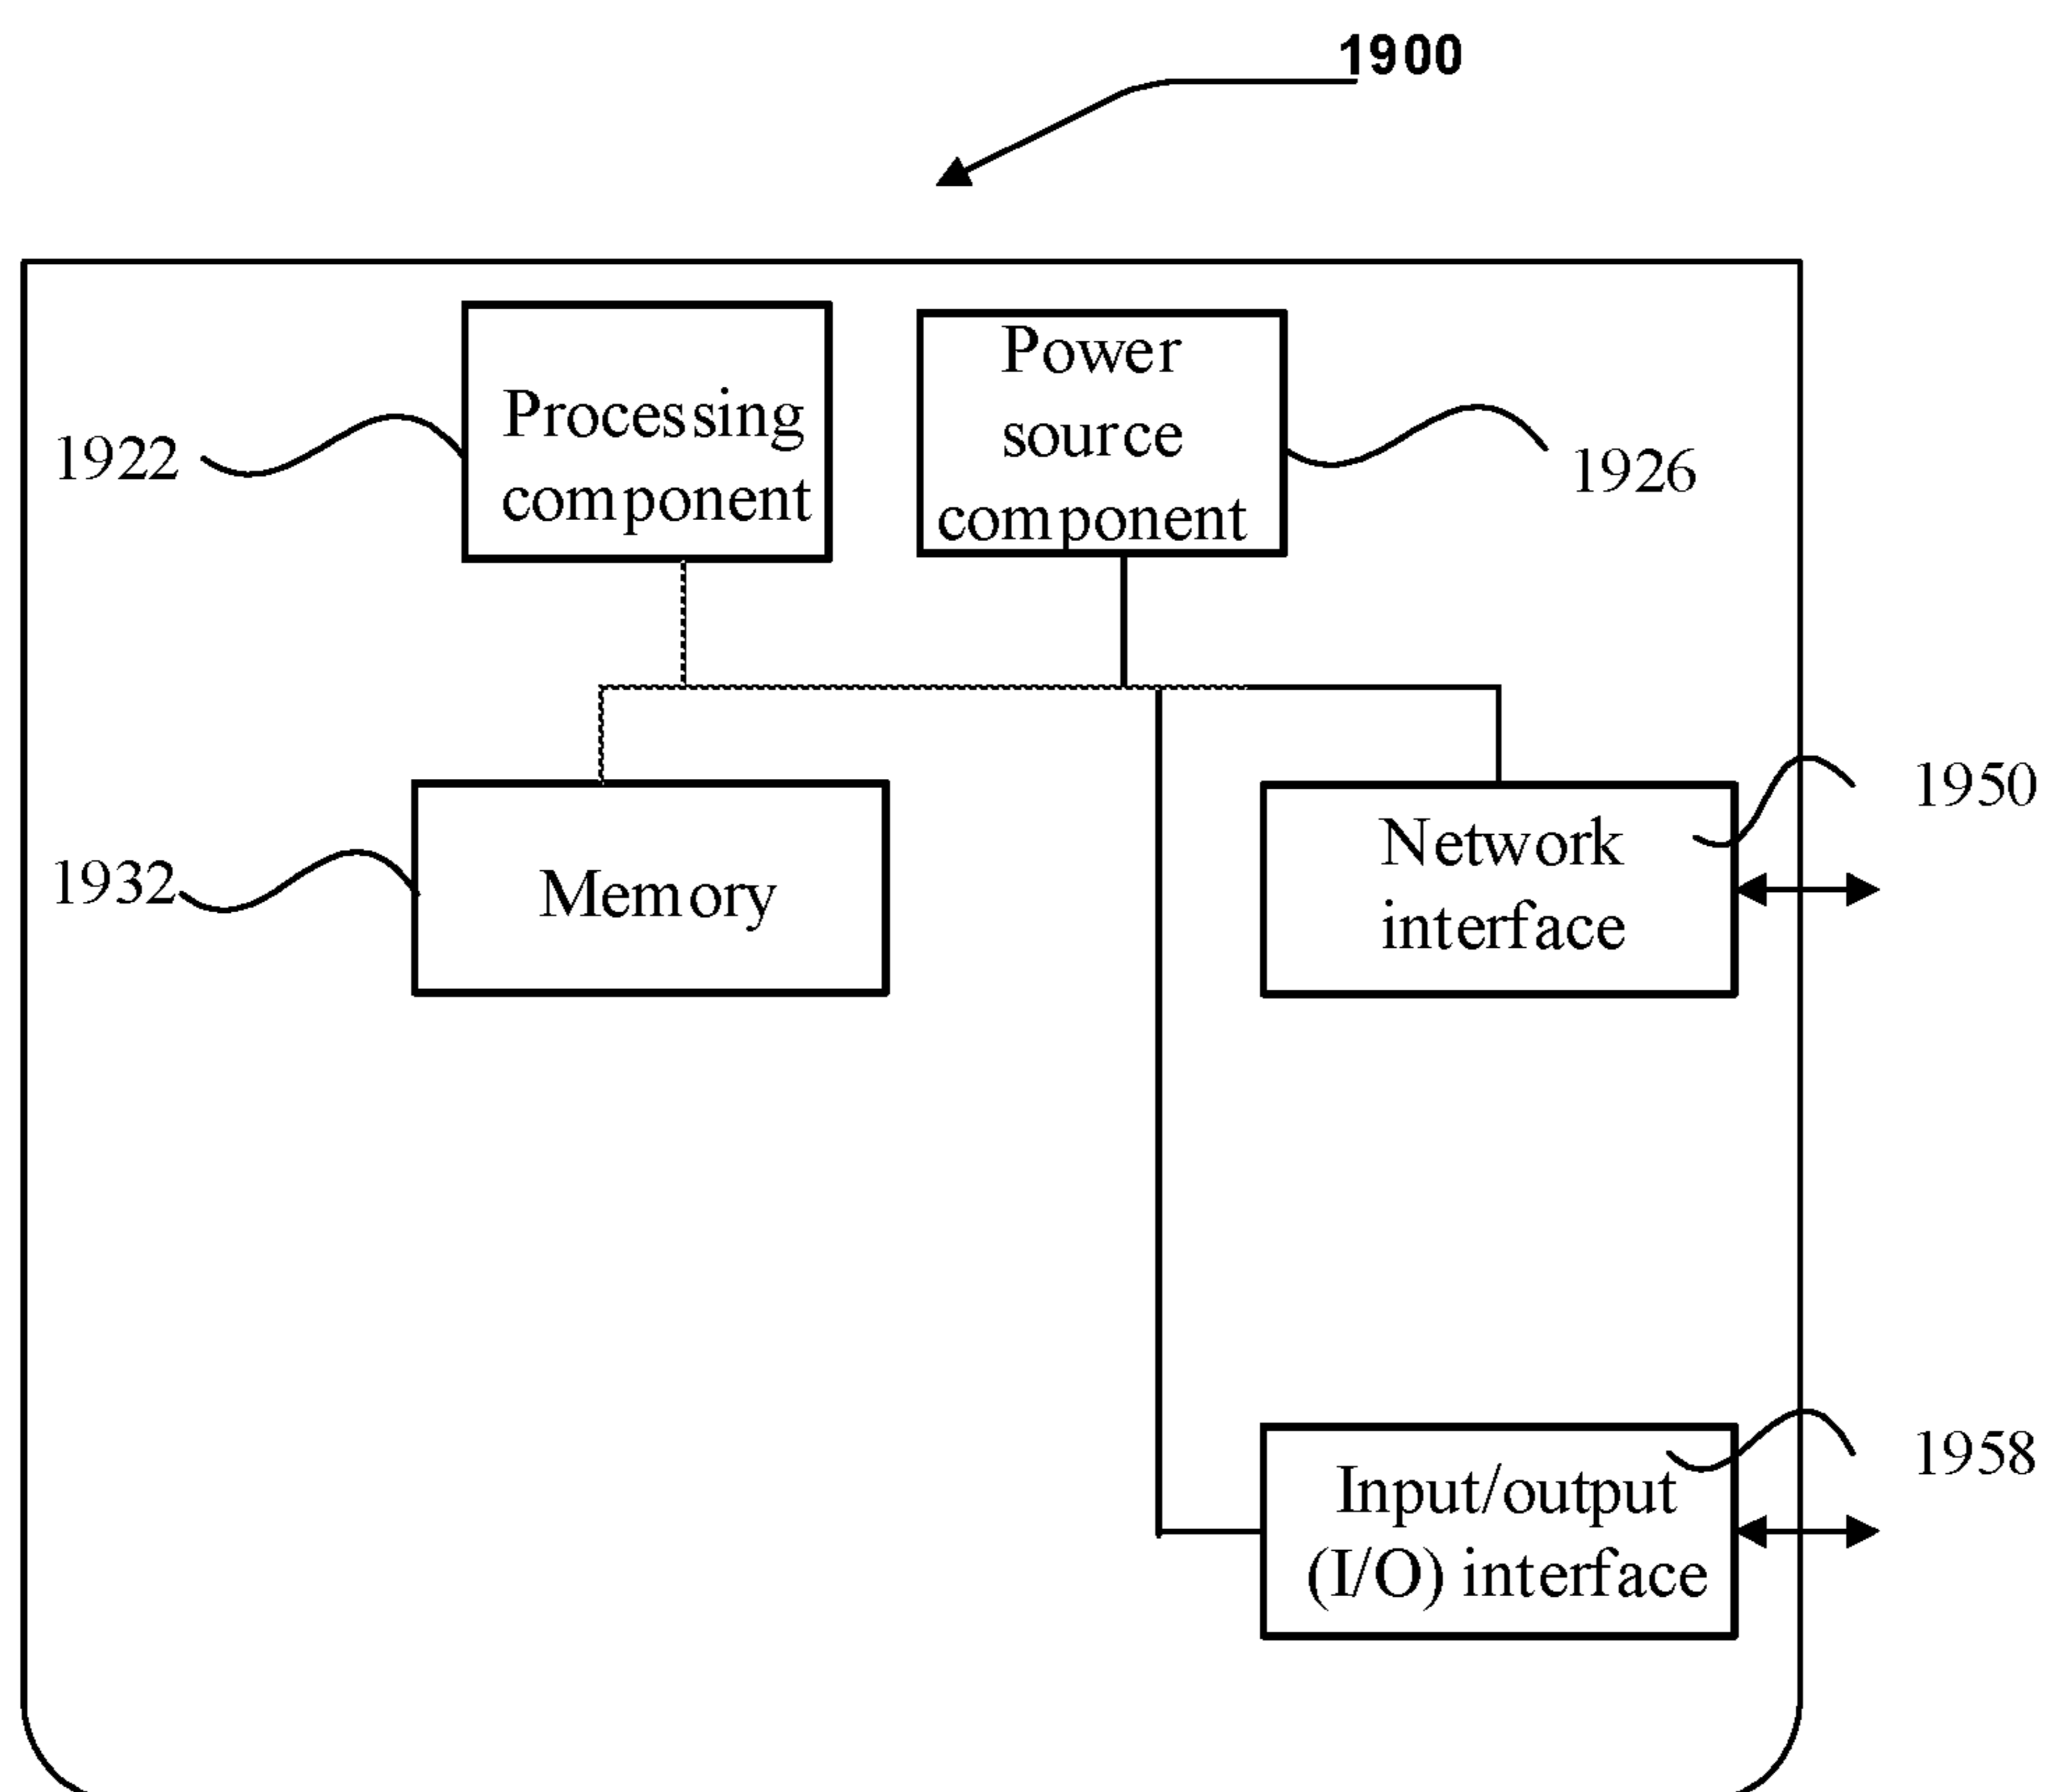 1900
Processing
component
Power
source
component
1922
1926
1932
Memory
Network
interface
1950
Input/output
(I/O) interface
1958